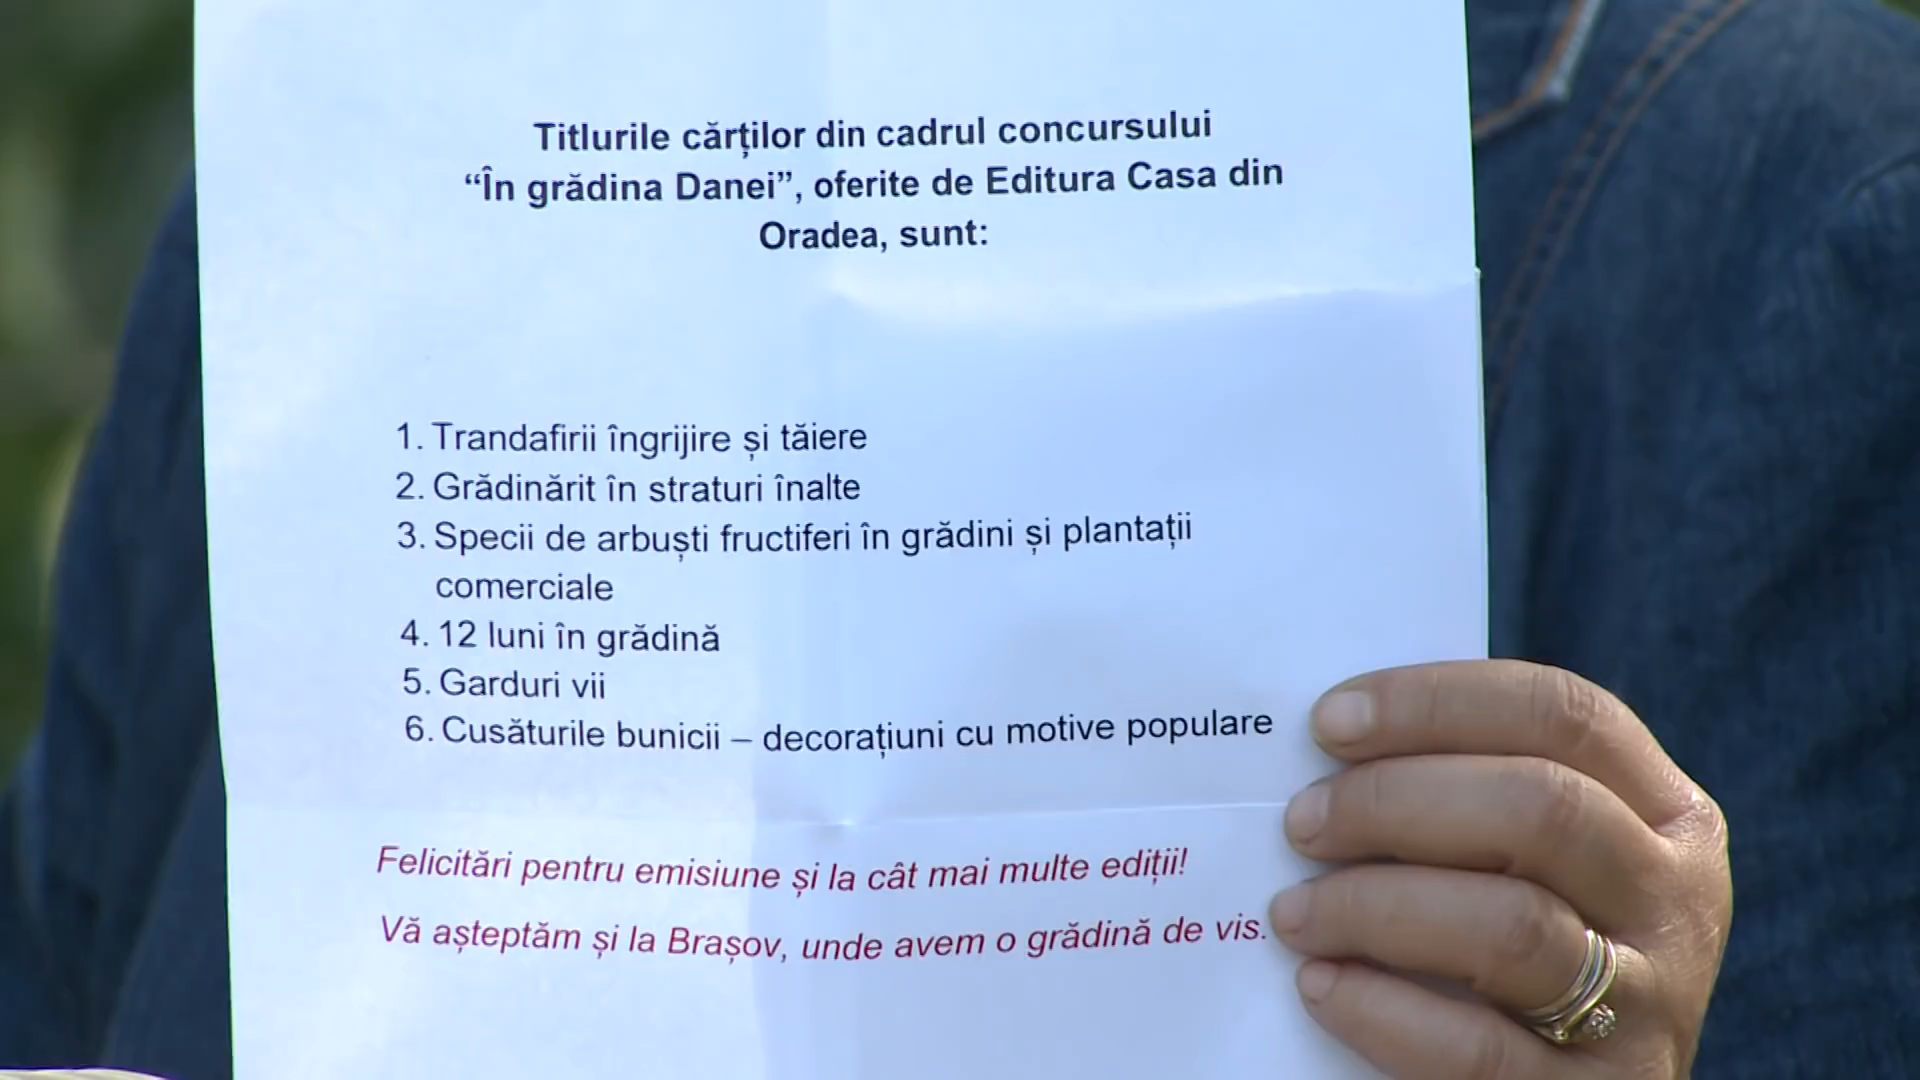 Titlurile cărților din cadrul concursului
“În grădina Danei”, oferite de Editura Casa din
Oradea, sunt:
1. Trandafirii îngrijire și tăiere
2. Grădinărit în straturi înalte
3. Specii de arbuști fructiferi în grădini și plantații
comerciale
4. 12 luni în grădină
5. Garduri vii
6. Cusăturile bunicii – decorațiuni cu motive populare
Felicitări pentru emisiune și la cât mai multe ediții!
Vă așteptăm și la Brașov, unde avem o grădină de vis.